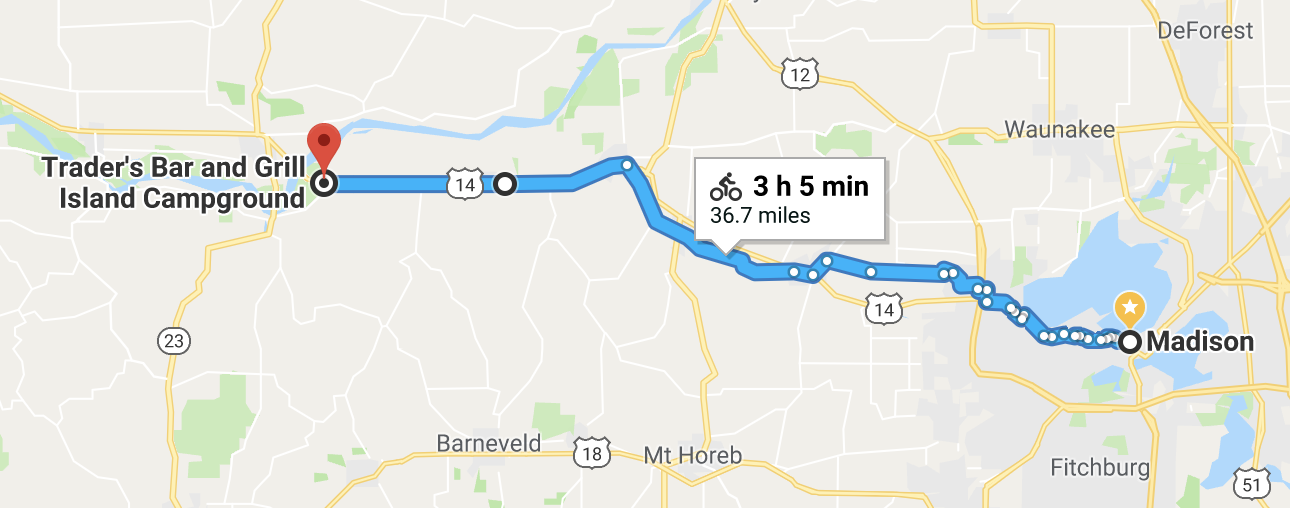 DeForest
12
Waunakee
Trader's Bar and Grill
Island Campground
14
3 h 5 min
36.7 miles
14
23
Madison
Barneveld
18
Mt Horeb
Fitchburg
51